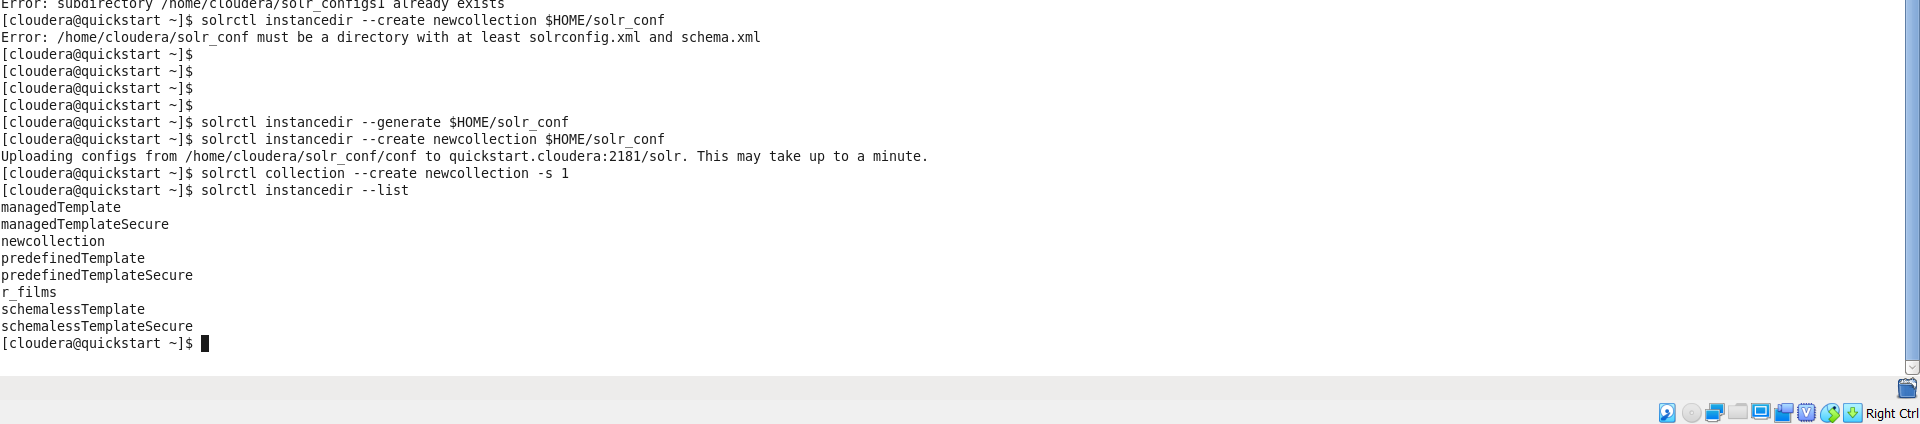 Error: subdirectory /home/cloudera/solr_configs1 already exists
[cloudera@quickstart ~]$ solrctl instancedir --create newcollection $HOME/solr_conf
Error: /home/cloudera/solr_conf must be a directory with at least solrconfig.xml and schema.xml
[cloudera@quickstart ~]$
[cloudera@quickstart ~]$
[cloudera@quickstart ~]$
[cloudera@quickstart ~]$
[cloudera@quickstart ~]$ solrctl instancedir --generate $HOME/solr_conf
[cloudera@quickstart ~]$ solrctl instancedir --create newcollection $HOME/solr_conf
Uploading configs from /home/cloudera/solr_conf/conf to quickstart.cloudera:2181/solr. This may take up to a minute.
[cloudera@quickstart ~]$ solrctl collection --create newcollection -s 1
[cloudera@quickstart ~]$ solrctl instancedir --list
managedTemplate
managedTemplateSecure
newcollection
predefinedTemplate
predefinedTemplateSecure
r_films
schemalessTemplate
schemalessTemplateSecure
[cloudera@quickstart ~]$
V
Right Ctrl